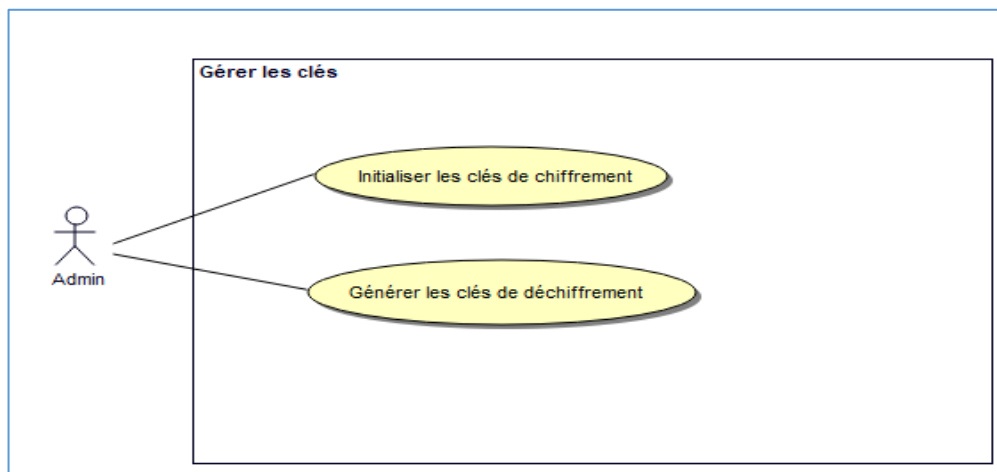 Gérer les clés
Initialiser les clés de chiffrement
Admin
Générer les clés de déchiffrement